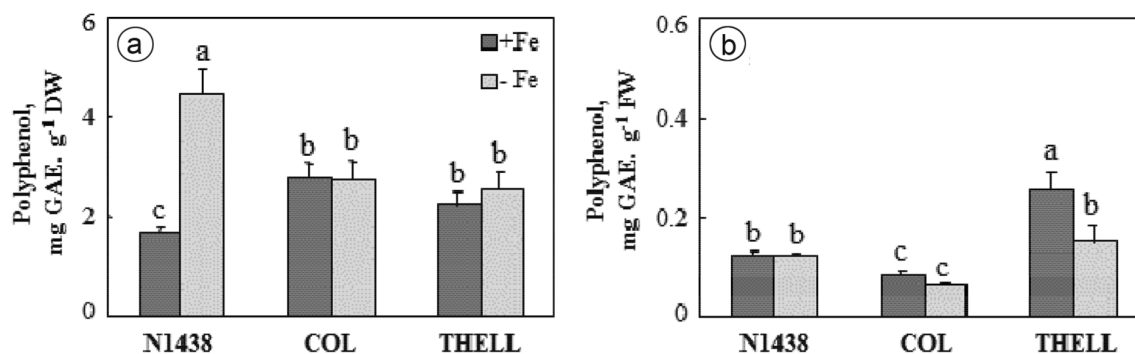 a
Polyphenol,
mg GAE. g-1 DW
6
4
2
0
+Fe
- Fe
c
a
b
b
b
b
N1438
COL
THELL
b
Polyphenol,
mg GAE. g-1 FW
0.6
0.4
0.2
0
b
b
c
c
a
b
N1438
COL
THELL